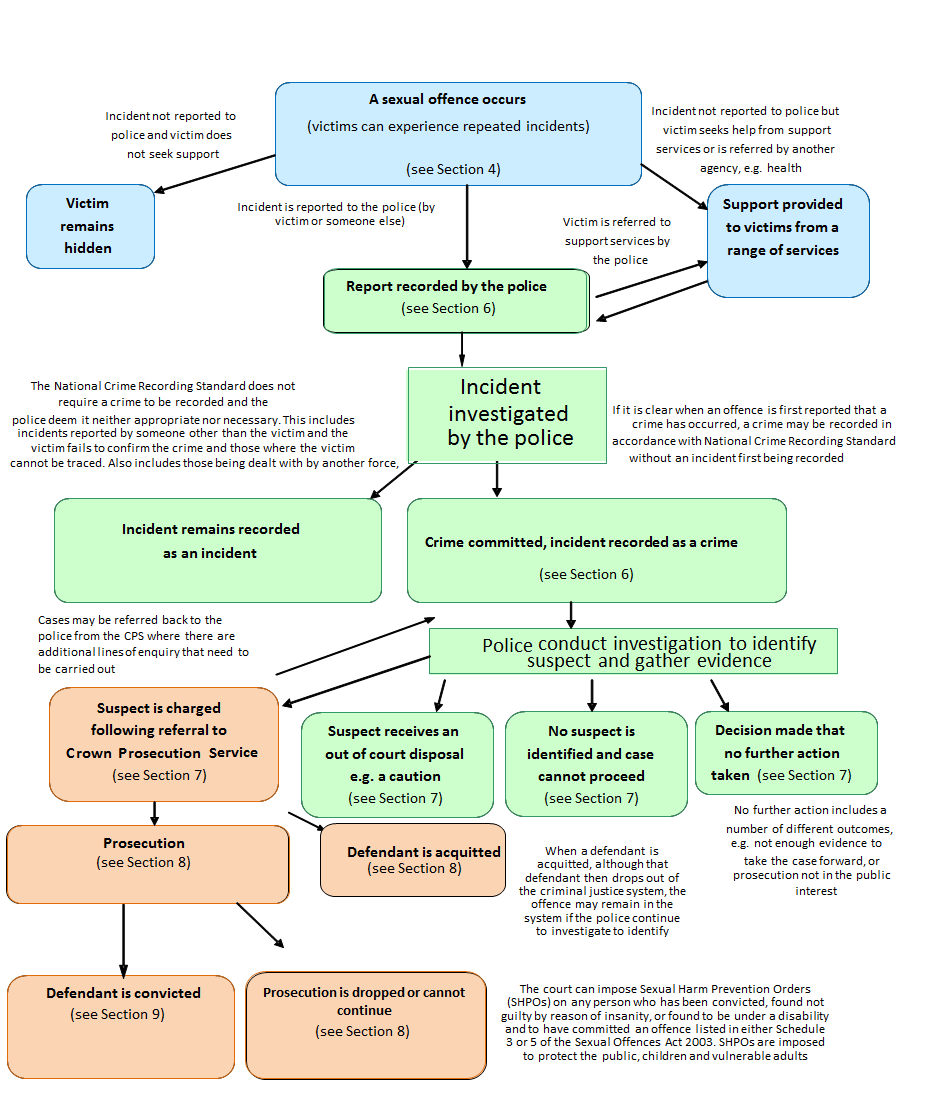 A sexual offence occurs
(victims can experience repeated incidents)
(see Section 4)
Incident not reported to
police and victim does
not seek support
Incident not reported to police but
victim seeks help from support
services or is referred by another
agency, e.g. health
Victim
remains
hidden
Incident is reported to the police (by
victim or someone else)
Victim is referred to
support services by
the police
Support provided
to victims from a
range of services
Report recorded by the police
(see Section 6)
The National Crime Recording Standard does not
require a crime to be recorded and the
police deem it neither appropriate nor necessary. This includes
incidents reported by someone other than the victim and the
victim fails to confirm the crime and those where the victim
cannot be traced. Also includes those being dealt with by another force,
Incident
investigated
by the police
If it is clear when an offence is first reported that a
crime has occurred, a crime may be recorded in
accordance with National Crime Recording Standard
without an incident first being recorded
Incident remains recorded
as an incident
Crime committed, incident recorded as a crime
(see Section 6)
Cases may be referred back to the
police from the CPS where there are
additional lines of enquiry that need to
be carried out
Police conduct investigation to identify
suspect and gather evidence
Suspect is charged
following referral to
Crown Prosecution Service
(see Section 7)
Suspect receives an
out of court disposal
e.g. a caution
(see Section 7)
No suspect is
identified and case
cannot proceed
(see Section 7)
Decision made that
no further action
taken (see Section 7)
No further action includes a
number of different outcomes,
e.g. not enough evidence to
take the case forward, or
prosecution not in the public
interest
Prosecution
(see Section 8)
Defendant is acquitted
(see Section 8)
When a defendant is
acquitted, although that
defendant then drops out of
the criminal justice system, the
offence may remain in the
system if the police continue
to investigate to identify
Defendant is convicted
(see Section 9)
Prosecution is dropped or cannot
continue
(see Section 8)
The court can impose Sexual Harm Prevention Orders
(SHPOs) on any person who has been convicted, found not
guilty by reason of insanity, or found to be under a disability
and to have committed an offence listed in either Schedule
3 or 5 of the Sexual Offences Act 2003. SHPOs are imposed
to protect the public, children and vulnerable adults